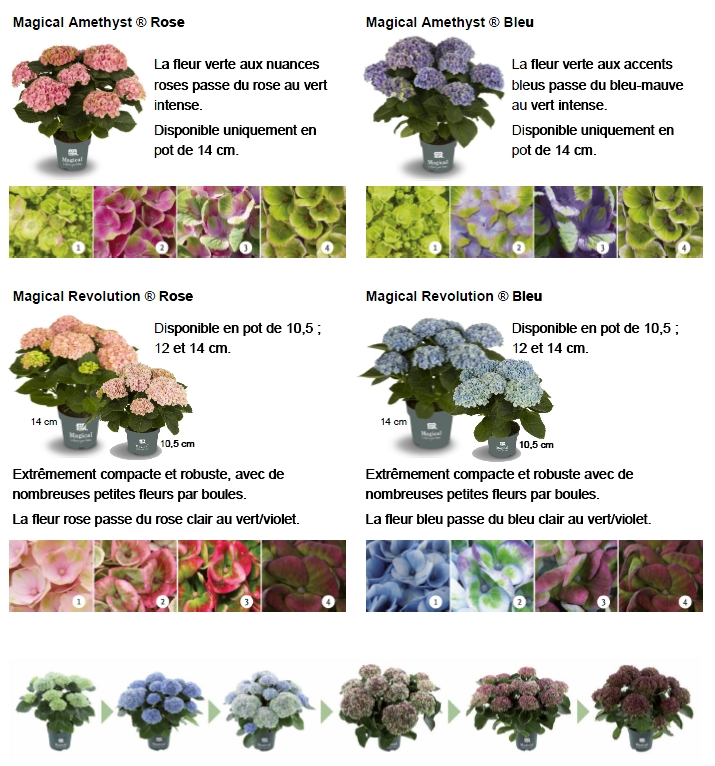 Magical Amethyst ® Rose
La fleur verte aux nuances
roses passe du rose au vert
intense.
Disponible uniquement en
pot de 14 cm.
Magical
1
2
3
4
Magical Amethyst ® Bleu
La fleur verte aux accents
bleus passe du bleu-mauve
au vert intense.
Disponible uniquement en
pot de 14 cm.
Magical
1
2
3
4
Magical Revolution ® Rose
Disponible en pot de 10,5 ;
12 et 14 cm.
14 cm
Magical
10,5 cm
Extrêmement compacte et robuste, avec de
nombreuses petites fleurs par boules.
La fleur rose passe du rose clair au vert/violet.
1
2
3
4
Magical Revolution ® Bleu
Disponible en pot de 10,5 ;
12 et 14 cm.
14 cm
Magical
10,5 cm
Extrêmement compacte et robuste avec de
nombreuses petites fleurs par boules.
La fleur bleu passe du bleu clair au vert/violet.
1
2
3
4